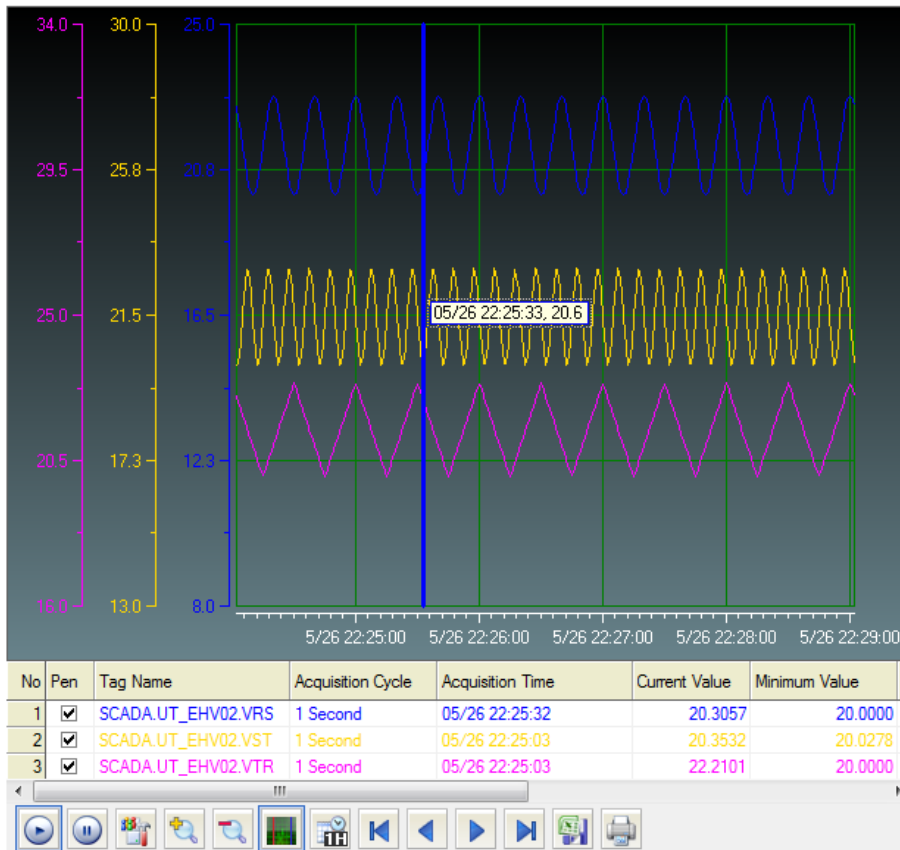 34.0 30.0 25.0
29.5 25.8 20.8
05/26 22:25:33, 20.6
25.0 21.5 16.5
20.5 17.3 12.3
16.0 13.0 8.0
5/26 22:25:00 5/26 22:26:00 5/26 22:27:00 5/26 22:28:00 5/26 22:29:00
No Pen Tag Name Acquisition Cycle Acquisition Time Current Value Minimum Value
1 SCADA.UT_EHV02.VRS 1 Second 05/26 22:25:32 20.3057 20.0000
2 SCADA.UT_EHV02.VST 1 Second 05/26 22:25:03 20.3532 20.0278
3 SCADA.UT_EHV02.VTR 1 Second 05/26 22:25:03 22.2101 20.0000
1H